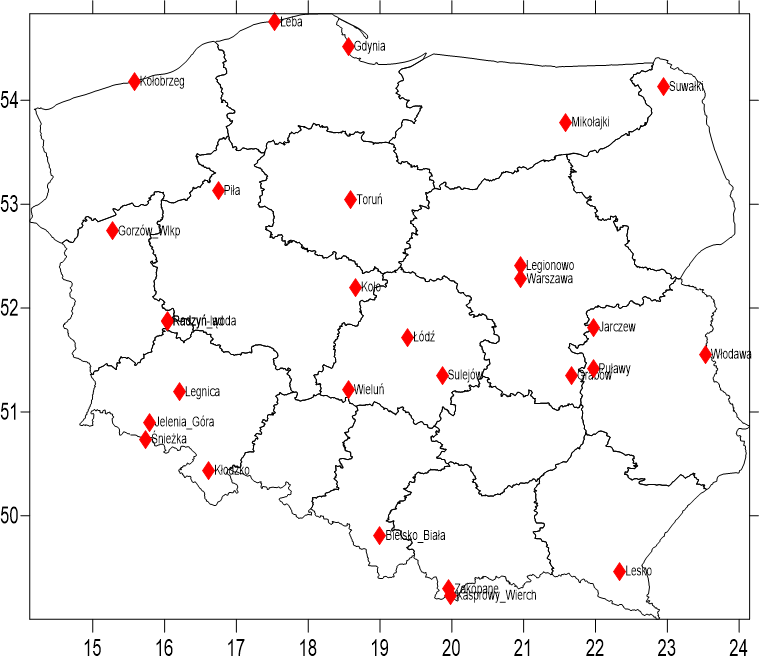 Łeba
Gdynia
54
Kołobrzeg
Suwałki
Mikołajki
53
Piła
Toruń
Gorzów_Wlkp
Legionowo
Warszawa
52
Koło
Jarczew
Łódź
Włodawa
Puławy
Sulejów
Grabów
Legnica
Wieluń
51
Jelenia_Góra
Śnieżka
Kłodzko
50
Bielsko_Biała
Lesko
Zakopane
Kasprowy_Wierch
15 16 17 18 19 20 21 22 23 24